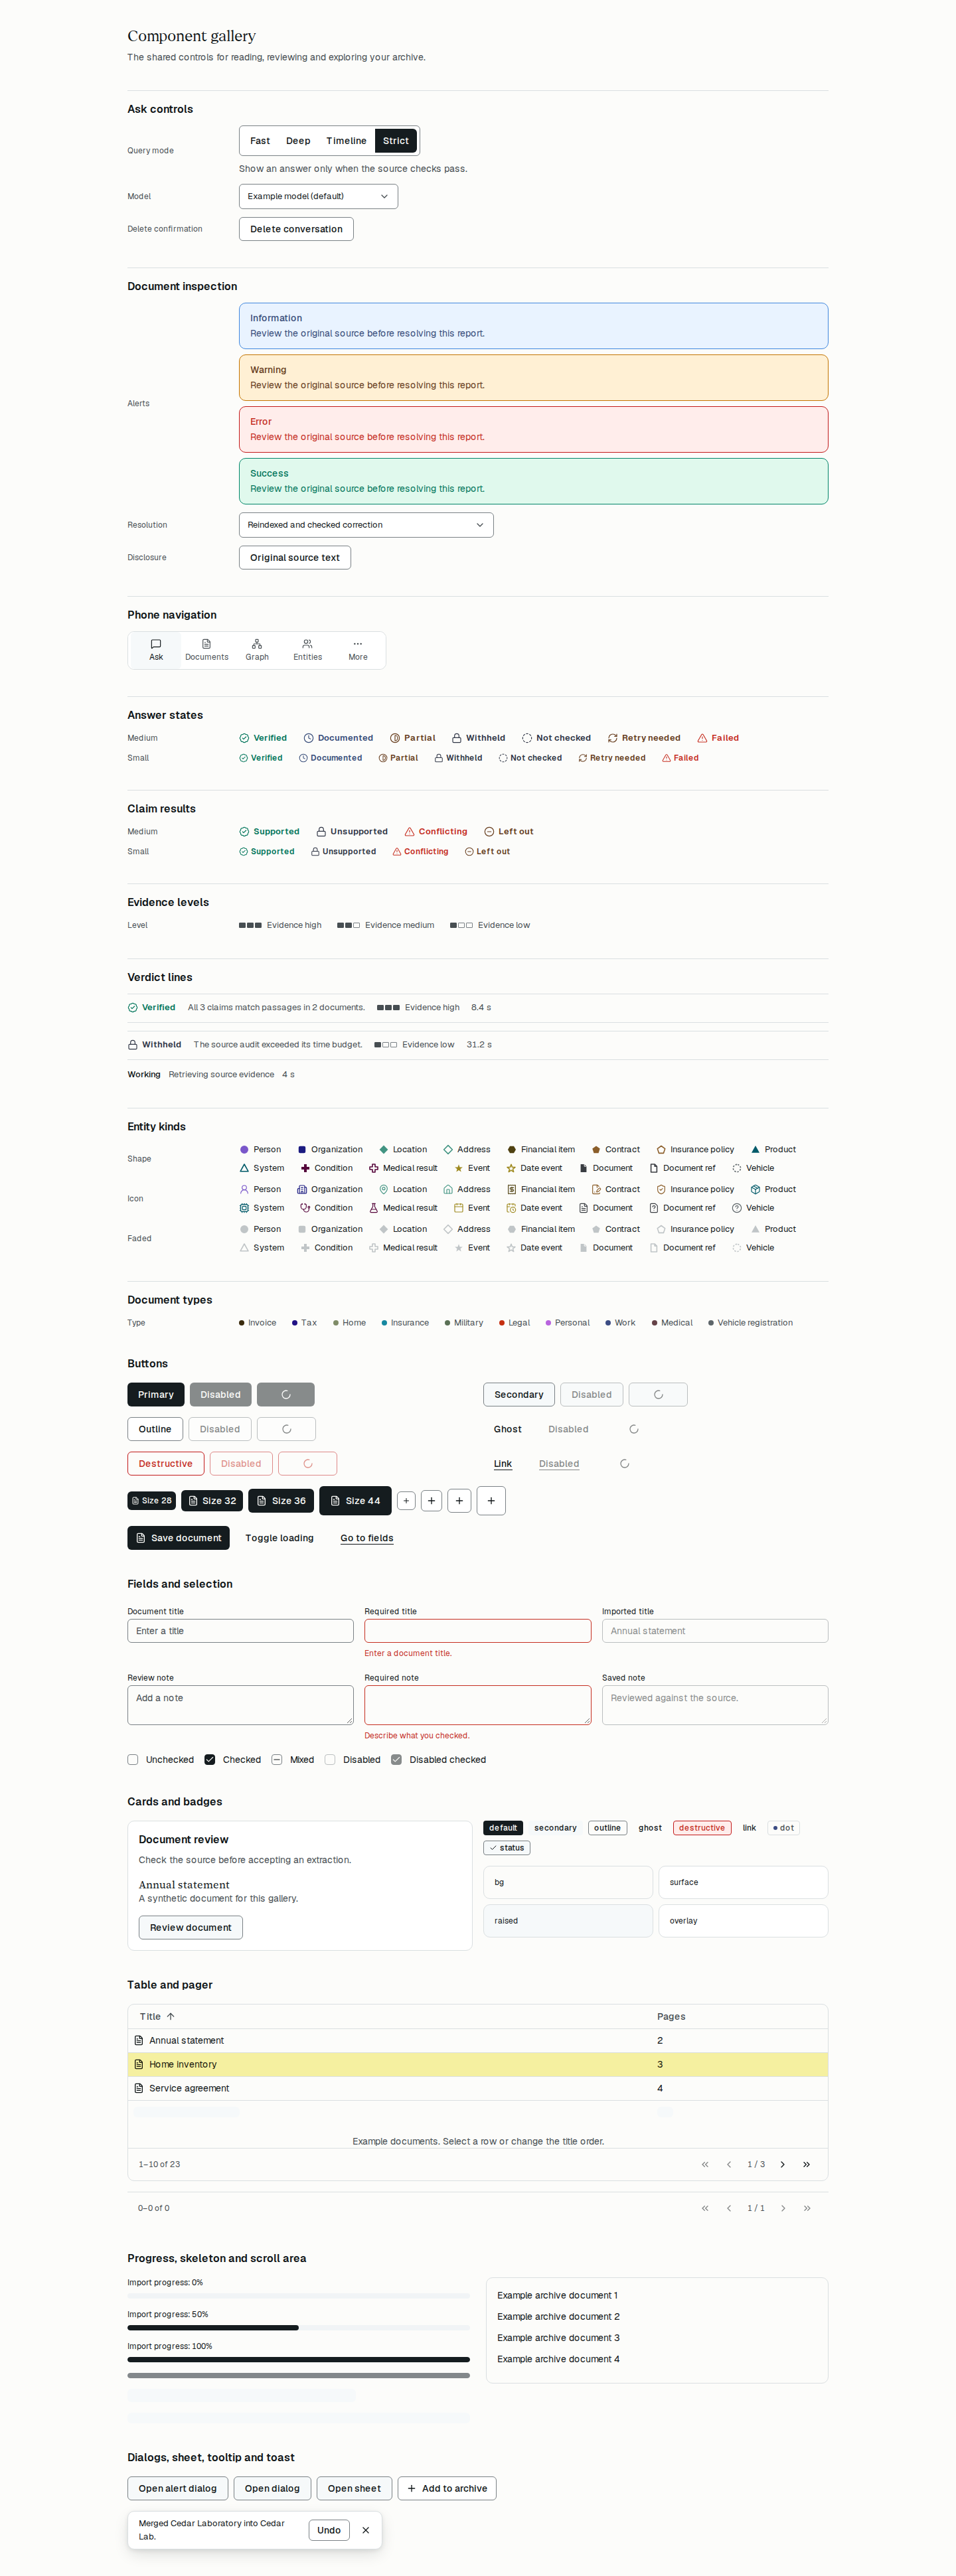 Component gallery
The shared controls for reading, reviewing and exploring your archive.
Ask controls
Query mode
Fast Deep Timeline Strict
Show an answer only when the source checks pass.
Model
Example model (default)
Delete confirmation
Delete conversation
Document inspection
Alerts
Information
Review the original source before resolving this report.
Warning
Review the original source before resolving this report.
Error
Review the original source before resolving this report.
Success
Review the original source before resolving this report.
Resolution
Reindexed and checked correction
Disclosure
Original source text
Phone navigation
Ask Documents Graph Entities More
Answer states
Medium Verified Documented Partial Withheld Not checked Retry needed Failed
Small Verified Documented Partial Withheld Not checked Retry needed Failed
Claim results
Medium Supported Unsupported Conflicting Left out
Small Supported Unsupported Conflicting Left out
Evidence levels
Level Evidence high Evidence medium Evidence low
Verdict lines
Verified All 3 claims match passages in 2 documents. Evidence high 8.4 s
Withheld The source audit exceeded its time budget. Evidence low 31.2 s
Working Retrieving source evidence 4 s
Entity kinds
Shape
Person Organization Location Address Financial item Contract Insurance policy Product
System Condition Medical result Event Date event Document Document ref Vehicle
Icon
Person Organization Location Address Financial item Contract Insurance policy Product
System Condition Medical result Event Date event Document Document ref Vehicle
Faded
Person Organization Location Address Financial item Contract Insurance policy Product
System Condition Medical result Event Date event Document Document ref Vehicle
Document types
Type Invoice Tax Home Insurance Military Legal Personal Work Medical Vehicle registration
Buttons
Primary Disabled Secondary Disabled
Outline Disabled Ghost Disabled
Destructive Disabled Link Disabled
Size 28 Size 32 Size 36 Size 44
Save document Toggle loading Go to fields
Fields and selection
Document title Required title Imported title
Enter a title Annual statement
Enter a document title.
Review note Required note Saved note
Add a note Reviewed against the source.
Describe what you checked.
Unchecked Checked Mixed Disabled Disabled checked
Cards and badges
Document review
Check the source before accepting an extraction.
Annual statement
A synthetic document for this gallery.
Review document
default secondary outline ghost destructive link dot
status
bg surface
raised overlay
Table and pager
Title Pages
Annual statement 2
Home inventory 3
Service agreement 4
Example documents. Select a row or change the title order.
1–10 of 23 1 / 3
0–0 of 0 1 / 1
Progress, skeleton and scroll area
Import progress: 0%
Import progress: 50%
Import progress: 100%
Example archive document 1
Example archive document 2
Example archive document 3
Example archive document 4
Dialogs, sheet, tooltip and toast
Open alert dialog Open dialog Open sheet Add to archive
Merged Cedar Laboratory into Cedar
Lab.
Undo